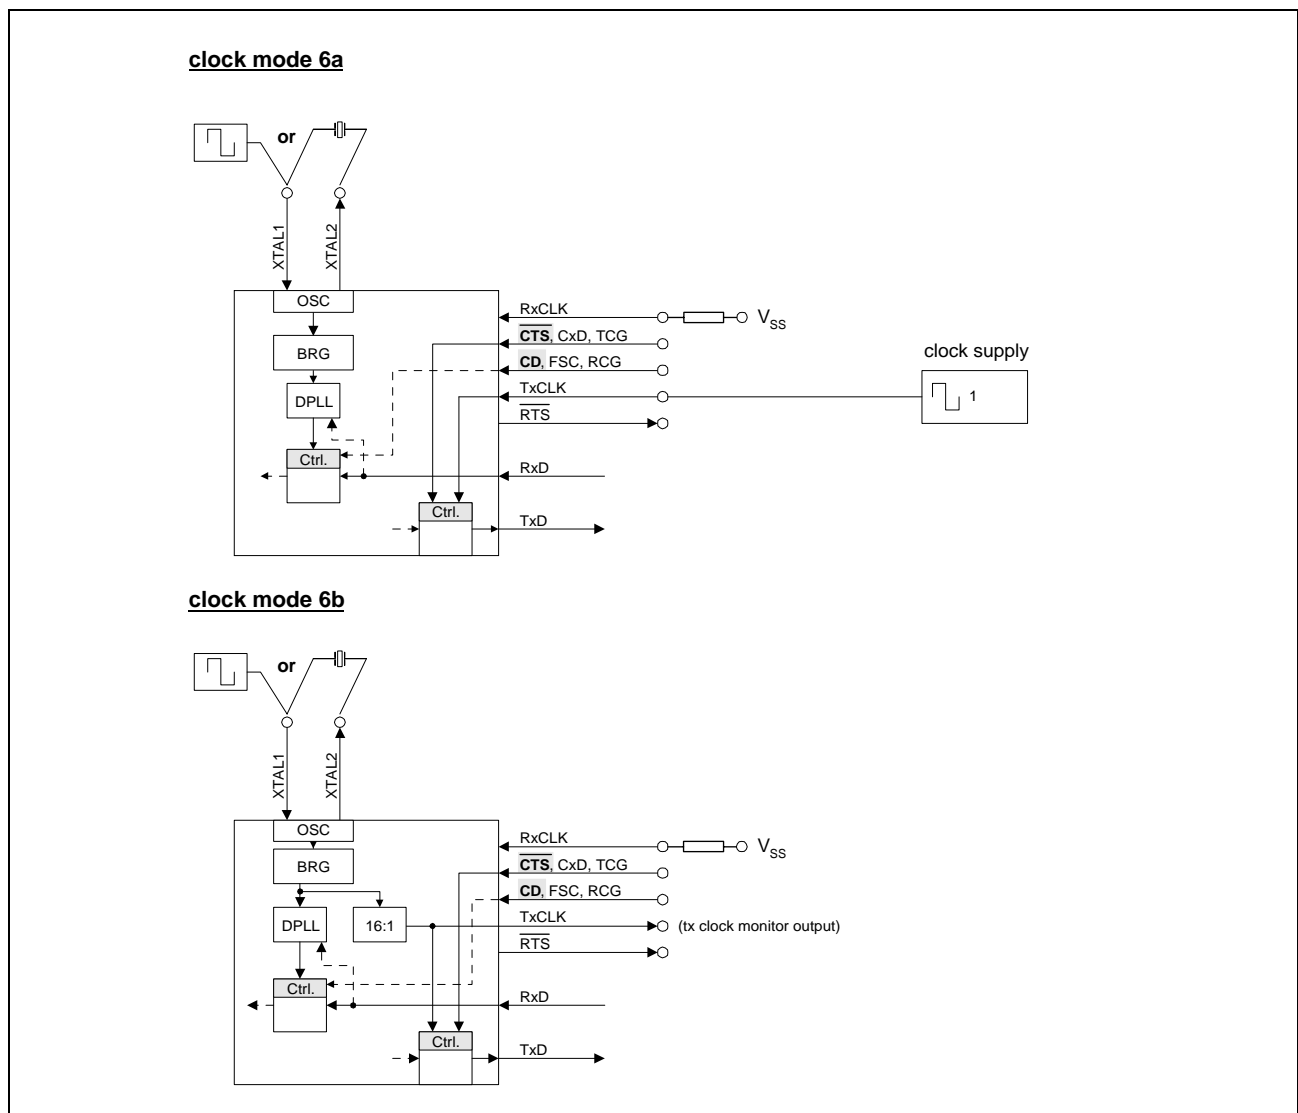 clock mode 6a
or
XTAL1
XTAL2
OSC
RxCLK
VSS
CTS, CxD, TCG
BRG
clock supply
CD, FSC, RCG
TxCLK
1
DPLL
RTS
Ctrl.
RxD
Ctrl.
TxD
clock mode 6b
or
XTAL1
XTAL2
OSC
RxCLK
VSS
CTS, CxD, TCG
BRG
CD, FSC, RCG
TxCLK
(tx clock monitor output)
DPLL
16:1
RTS
Ctrl.
RxD
Ctrl.
TxD